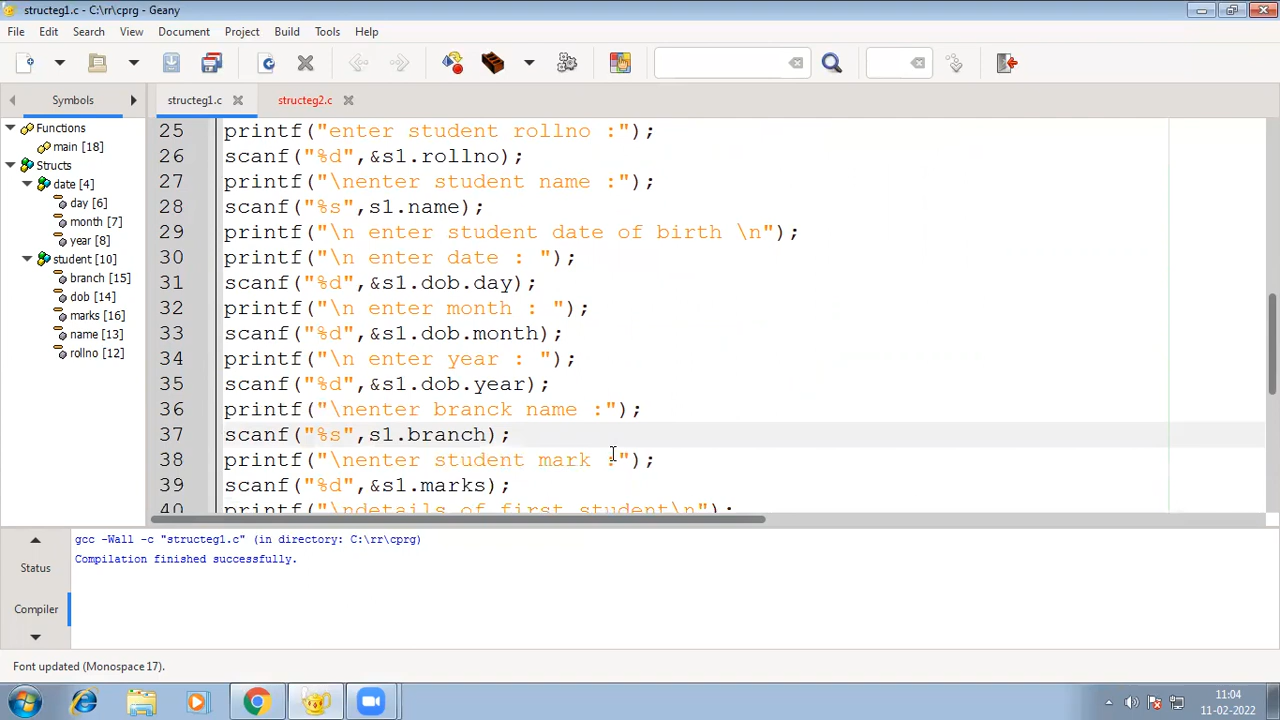 structeg1.c - C:\rr\cprg - Geany
File Edit Search View Document Project Build Tools Help
Symbols structeg1.c structeg2.c
Functions
main [18]
Structs
date [4]
day [6]
month [7]
year [8]
student [10]
branch [15]
dob [14]
marks [16]
name [13]
rollno [12]
25 printf("enter student rollno :");
26 scanf("%d",&s1.rollno);
27 printf("\nenter student name :");
28 scanf("%s",s1.name);
29 printf("\n enter student date of birth \n");
30 printf("\n enter date : ");
31 scanf("%d",&s1.dob.day);
32 printf("\n enter month : ");
33 scanf("%d",&s1.dob.month);
34 printf("\n enter year : ");
35 scanf("%d",&s1.dob.year);
36 printf("\nenter branck name :");
37 scanf("%s",s1.branch);
38 printf("\nenter student mark :");
39 scanf("%d",&s1.marks);
40 printf("\ndetails of first student\n");
Status
Compiler
gcc -Wall -c "structeg1.c" (in directory: C:\rr\cprg)
Compilation finished successfully.
Font updated (Monospace 17).
11:04
11-02-2022